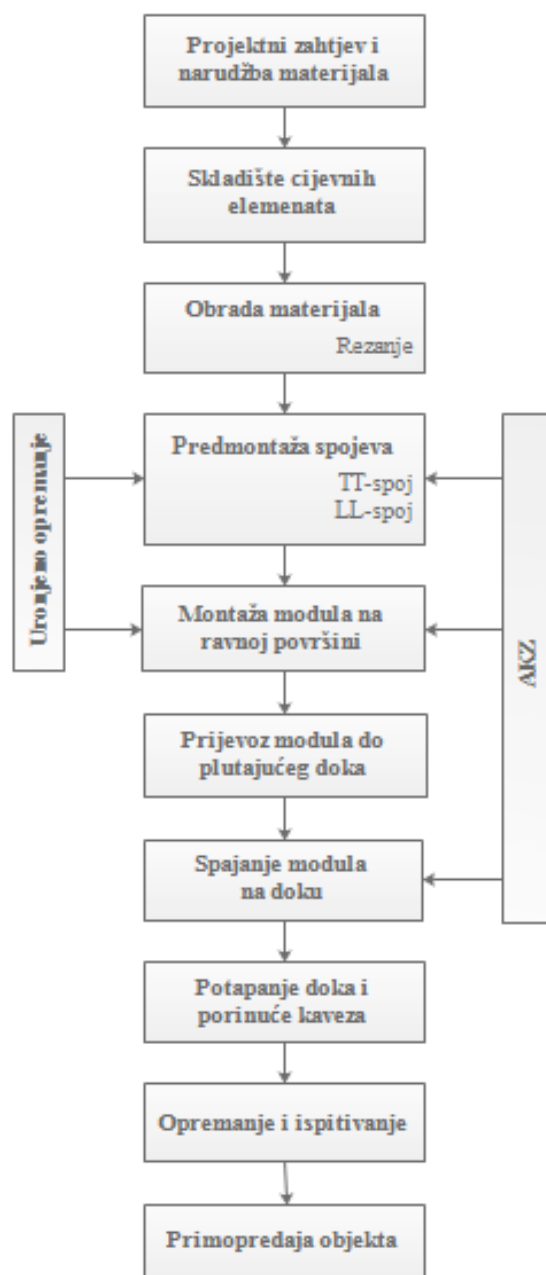 Projektni zahtjev i
narudžba materijala
Skladište cijevnih
elemenata
Obrada materijala
Rezanje
Predmontaža spojeva
TT-spoj
LL-spoj
Uronjeno opremanje
Montaža modula na
ravnoj površini
AKZ
Prijevoz modula do
plutajućeg doka
Spajanje modula
na doku
Potapanje doka i
porinuće kaveza
Opremanje i ispitivanje
Primopredaja objekta